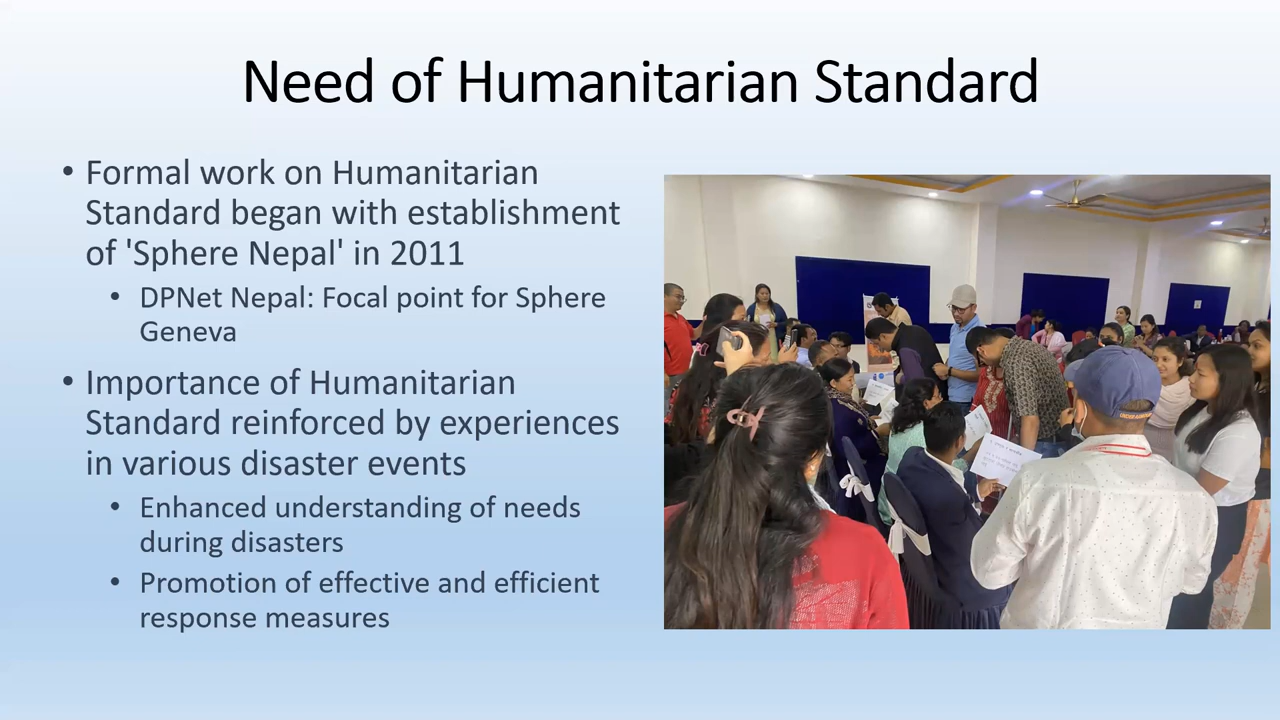 Need of Humanitarian Standard
• Formal work on Humanitarian
Standard began with establishment
of 'Sphere Nepal' in 2011
• DPNet Nepal: Focal point for Sphere
Geneva
• Importance of Humanitarian
Standard reinforced by experiences
in various disaster events
• Enhanced understanding of needs
during disasters
• Promotion of effective and efficient
response measures